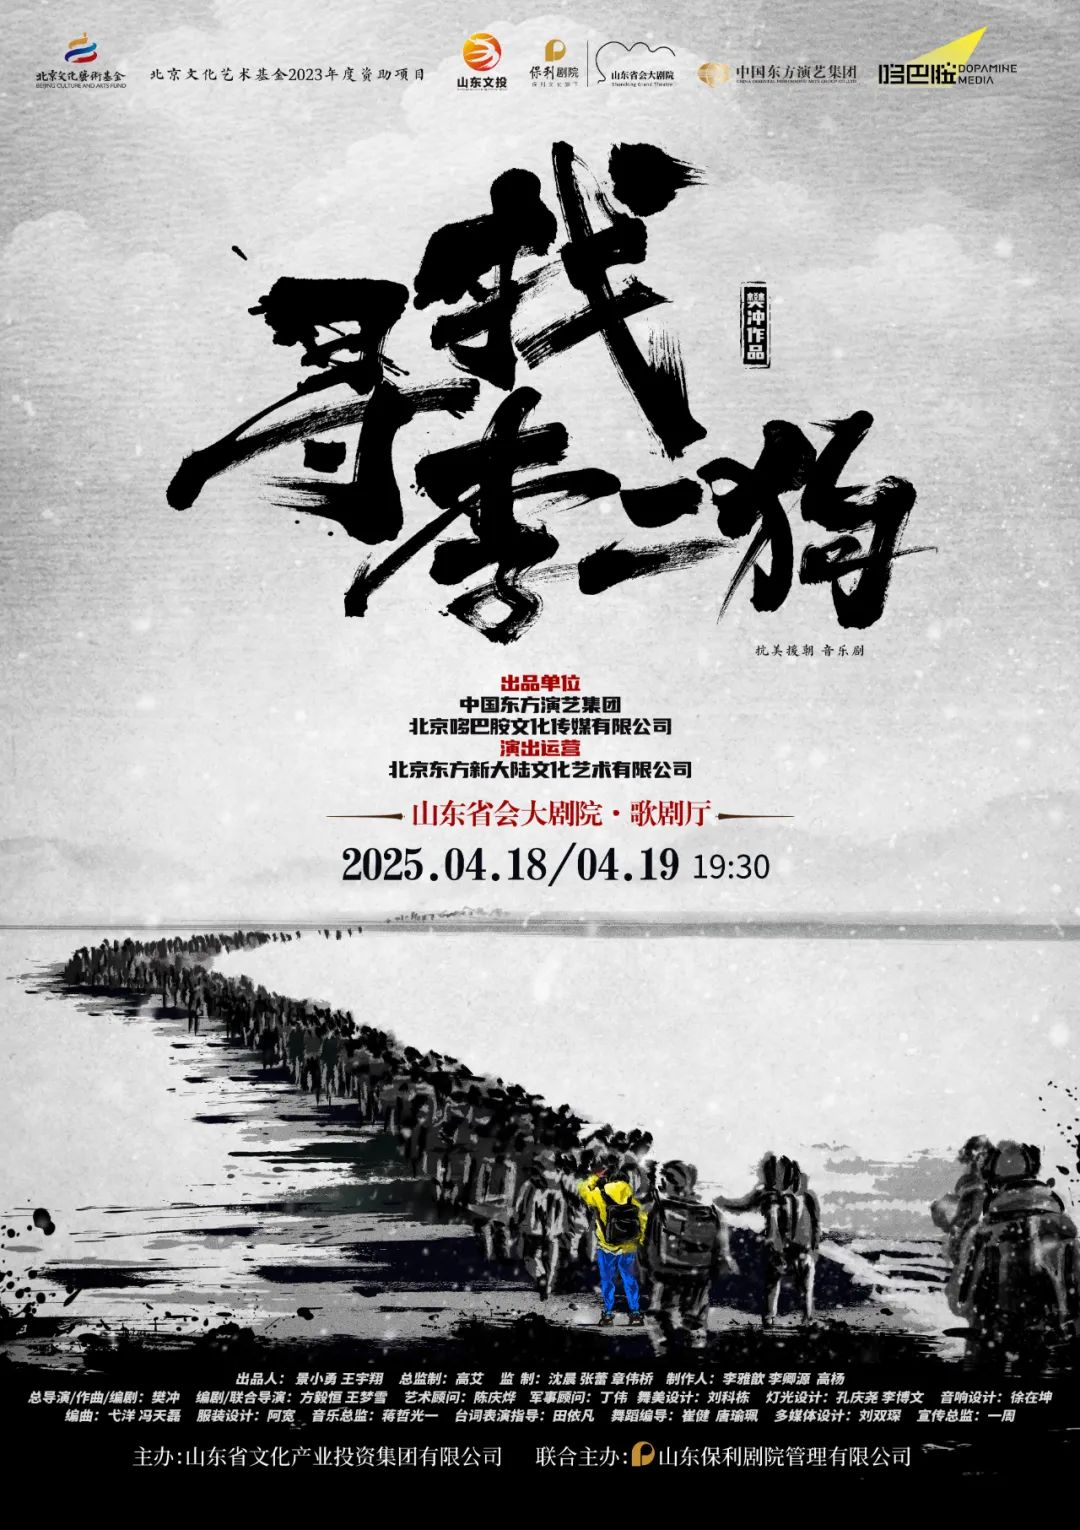 北京文化藝術基金
BEIJING CULTURE AND ARTS FUND
北京文化艺术基金2023年度资助项目
山东文投
保利剧院
山东省会大剧院
Shandong Grand Theatre
中国东方演艺集团
哆巴胺 DOPAMINE MEDIA
寻找
李二狗
樊冲作品
抗美援朝 音乐剧
出品单位
中国东方演艺集团
北京哆巴胺文化传媒有限公司
演出运营
北京东方新大陆文化艺术有限公司
山东省会大剧院·歌剧厅
2025.04.18/04.19 19:30
出品人: 景小勇 王宇翔 总监制: 高艾 监 制: 沈晨 张蕾 章伟桥 制作人: 李雅歆 李卿源 高杨
总导演/作曲/编剧: 樊冲 编剧/联合导演: 方毅恒 王梦雪 艺术顾问: 陈庆烨 军事顾问: 丁伟 舞美设计: 刘科栋 灯光设计: 孔庆尧 李博文 音响设计: 徐在坤
编曲: 弋洋 冯天磊 服装设计: 阿宽 音乐总监: 蒋哲光一 台词表演指导: 田依凡 舞蹈编导: 崔健 唐瑜珮 多媒体设计: 刘双琛 宣传总监: 一周
主办:山东省文化产业投资集团有限公司 联合主办:山东保利剧院管理有限公司